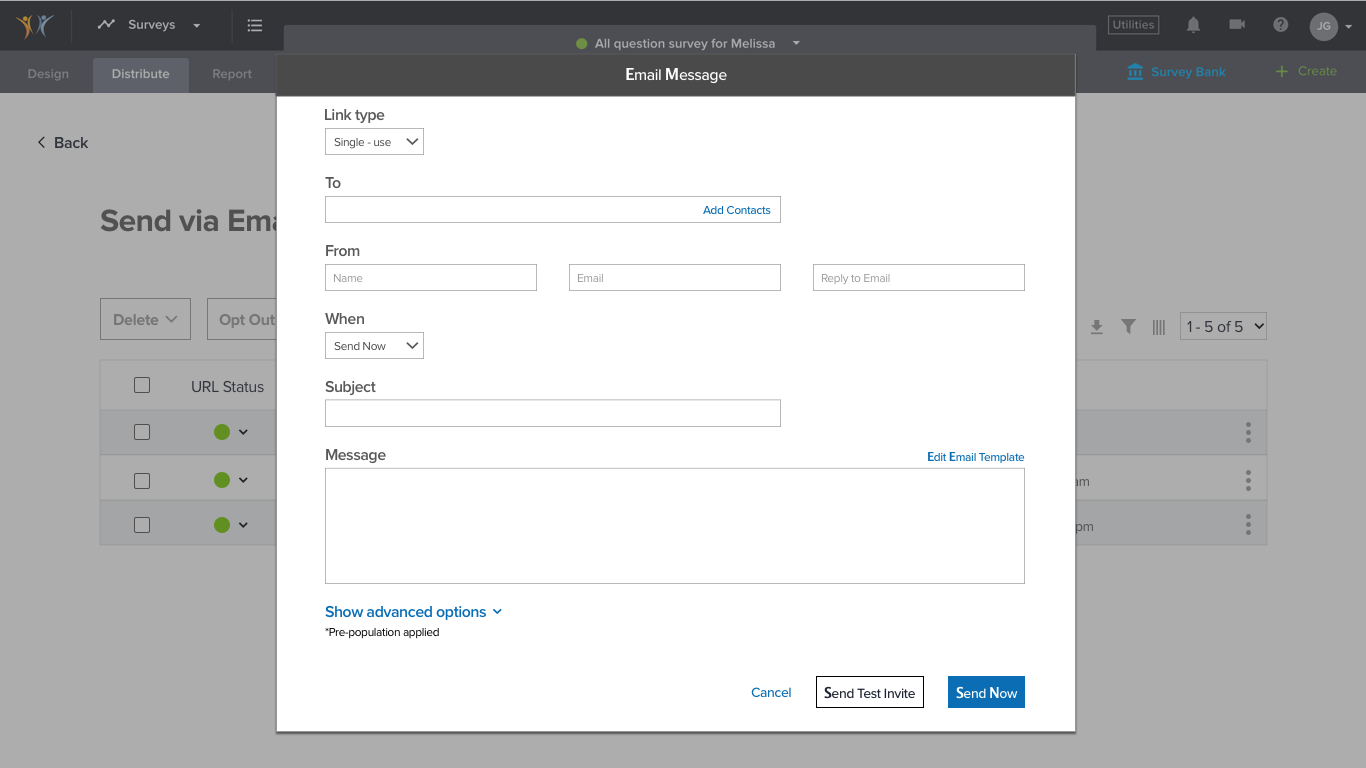 Surveys
All question survey for Melissa
Utilities
JG
Design
Distribute
Report
Email Message
Survey Bank
Create
Link type
Single - use
Back
To
Add Contacts
Send via Ema
From
Name
Email
Reply to Email
Delete
Opt Out
When
Send Now
1 - 5 of 5
URL Status
Subject
Message
Edit Email Template
am
pm
Show advanced options
*Pre-population applied
Cancel
Send Test Invite
Send Now